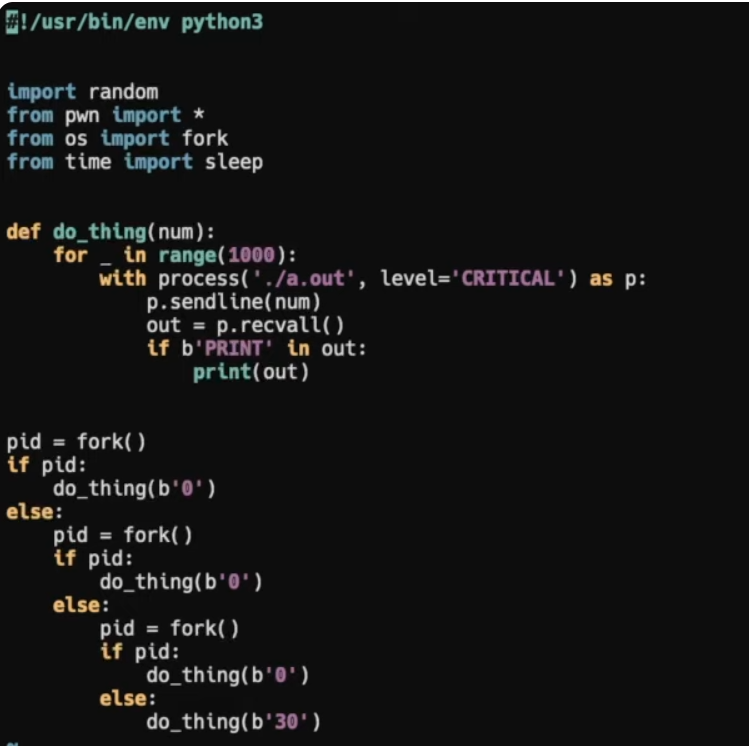 #!/usr/bin/env python3
import random
from pwn import *
from os import fork
from time import sleep
def do_thing(num):
    for _ in range(1000):
        with process('./a.out', level='CRITICAL') as p:
            p.sendline(num)
            out = p.recvall()
            if b'PRINT' in out:
                print(out)
pid = fork()
if pid:
    do_thing(b'0')
else:
    pid = fork()
    if pid:
        do_thing(b'0')
    else:
        pid = fork()
        if pid:
            do_thing(b'0')
        else:
            do_thing(b'30')
~